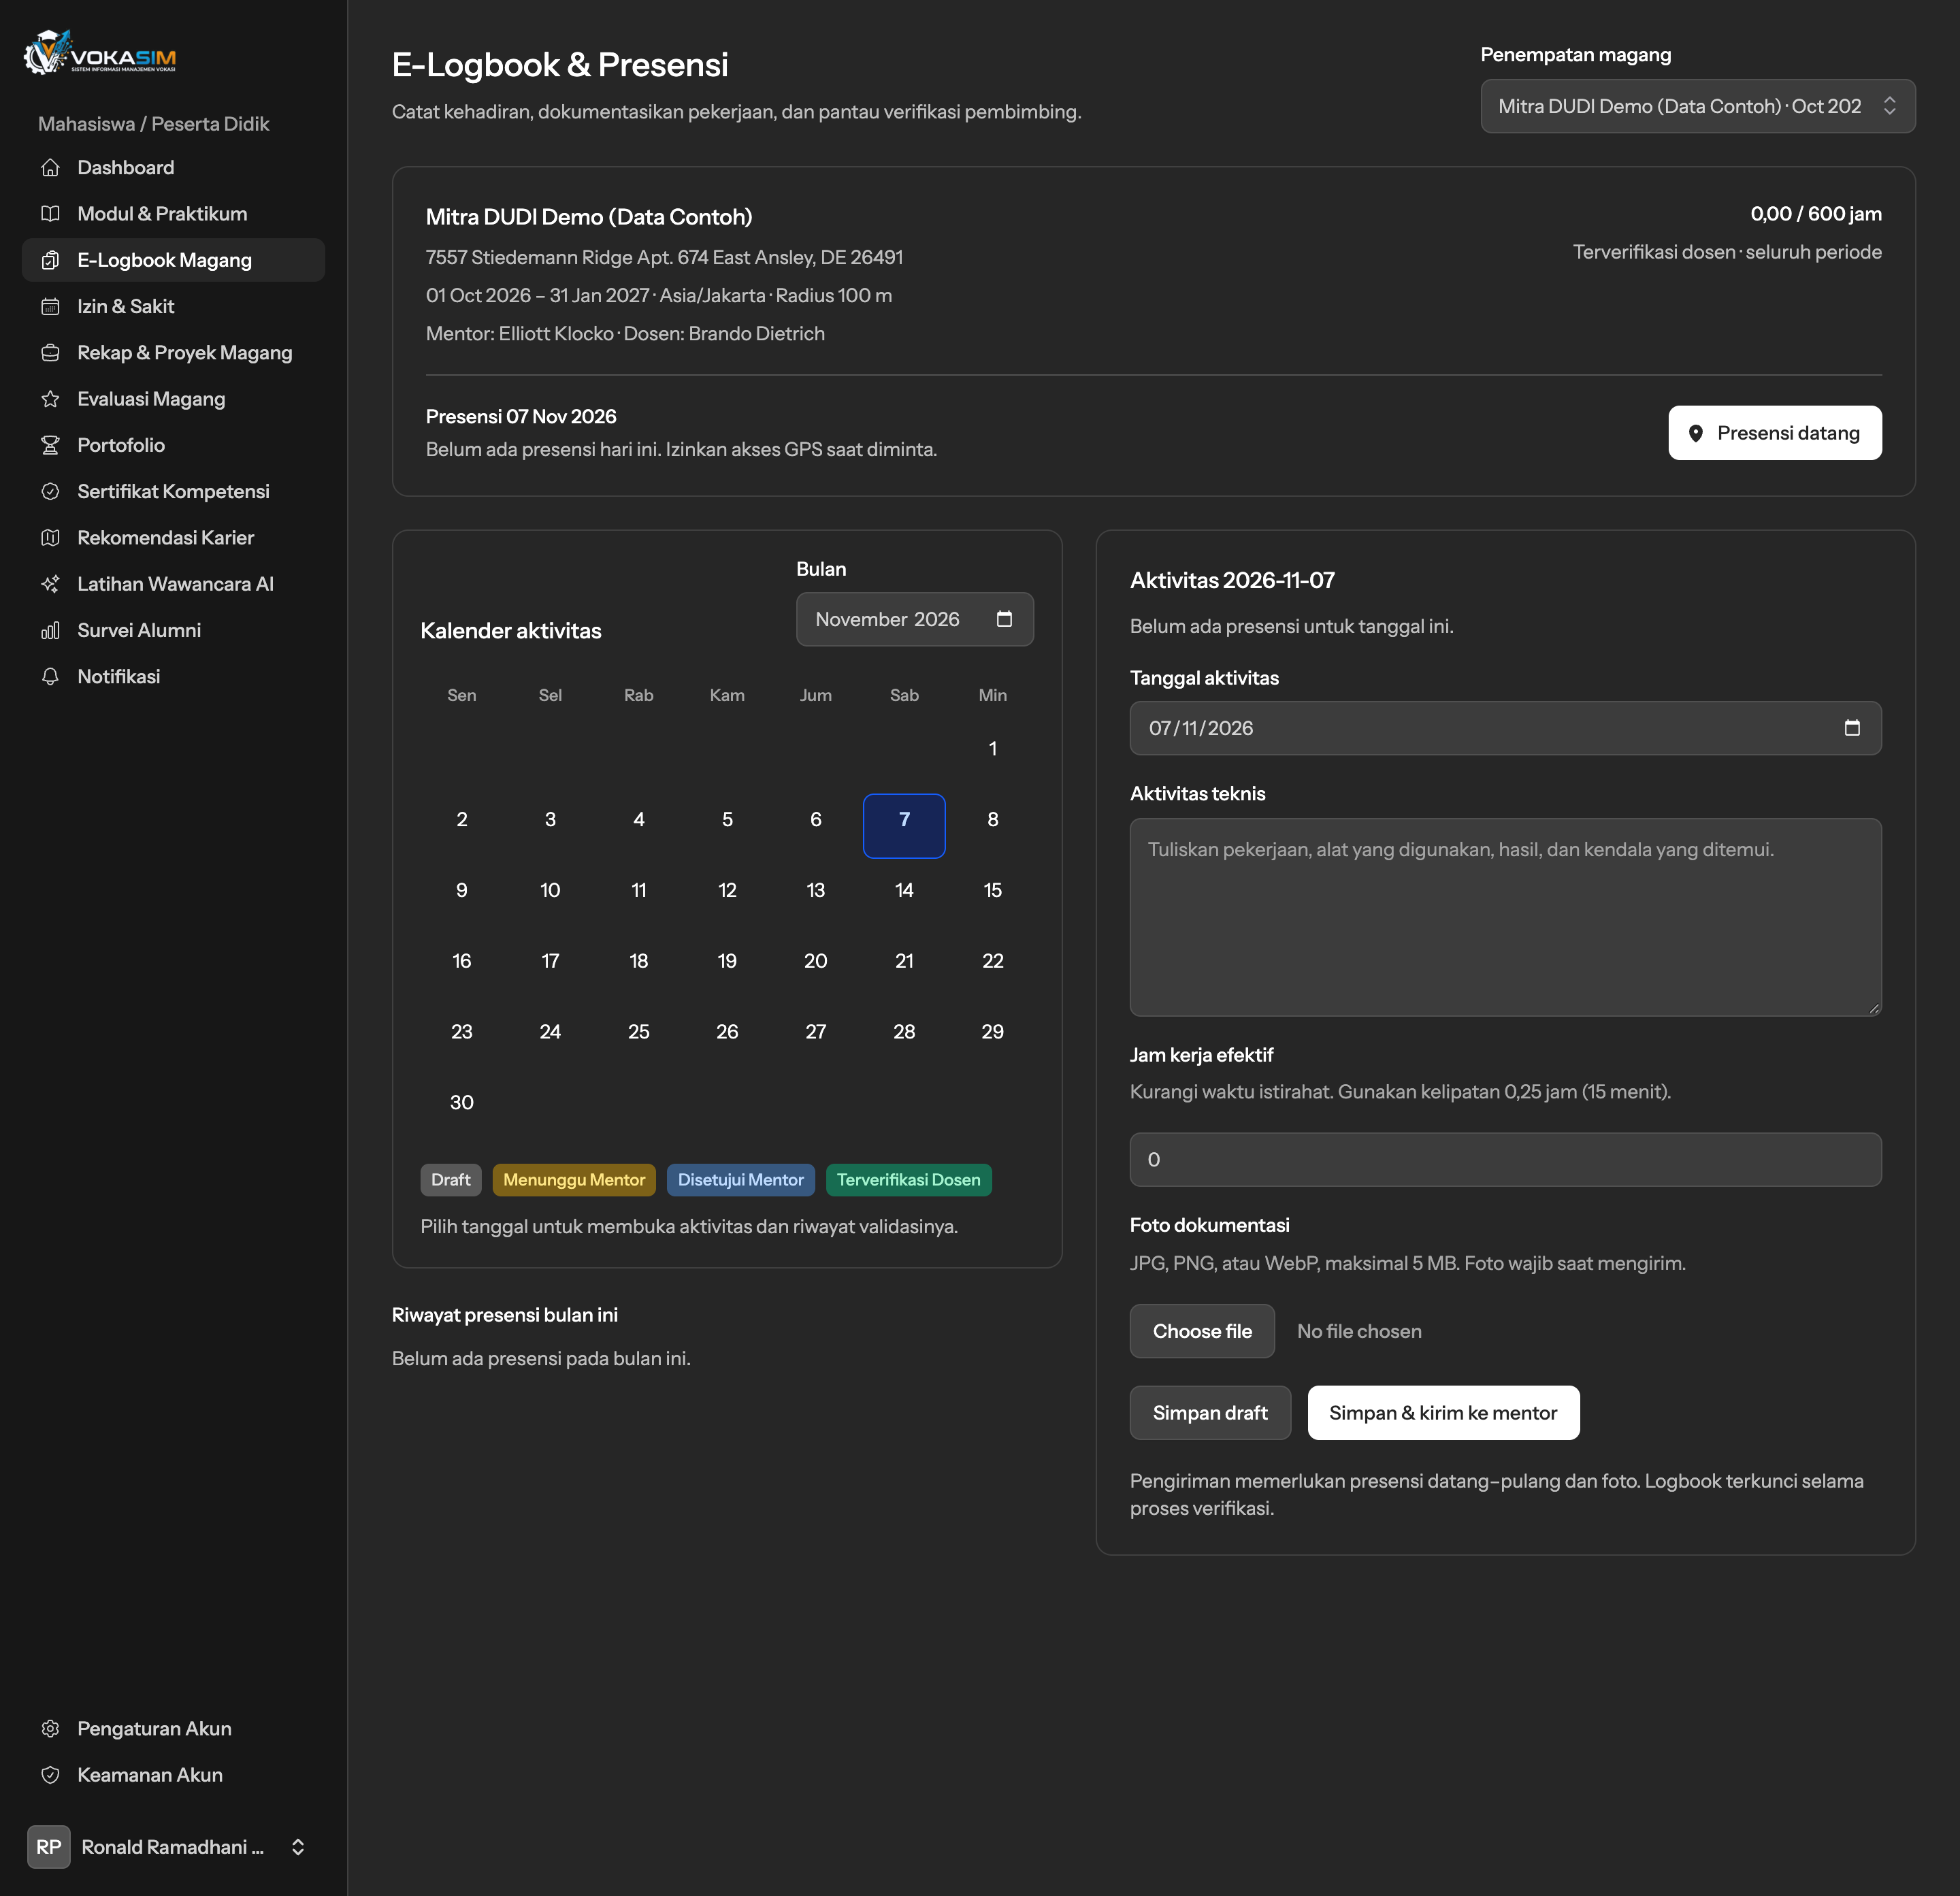 VOKASIM
SISTEM INFORMASI MANAJEMEN VOKASI
Mahasiswa / Peserta Didik
Dashboard
Modul & Praktikum
E-Logbook Magang
Izin & Sakit
Rekap & Proyek Magang
Evaluasi Magang
Portofolio
Sertifikat Kompetensi
Rekomendasi Karier
Latihan Wawancara AI
Survei Alumni
Notifikasi
Pengaturan Akun
Keamanan Akun
RP Ronald Ramadhani ...
E-Logbook & Presensi
Catat kehadiran, dokumentasikan pekerjaan, dan pantau verifikasi pembimbing.
Penempatan magang
Mitra DUDI Demo (Data Contoh) · Oct 202
Mitra DUDI Demo (Data Contoh)
7557 Stiedemann Ridge Apt. 674 East Ansley, DE 26491
01 Oct 2026 – 31 Jan 2027 · Asia/Jakarta · Radius 100 m
Mentor: Elliott Klocko · Dosen: Brando Dietrich
0,00 / 600 jam
Terverifikasi dosen · seluruh periode
Presensi 07 Nov 2026
Belum ada presensi hari ini. Izinkan akses GPS saat diminta.
Presensi datang
Kalender aktivitas
Bulan
November 2026
Sen Sel Rab Kam Jum Sab Min
1
2 3 4 5 6 7 8
9 10 11 12 13 14 15
16 17 18 19 20 21 22
23 24 25 26 27 28 29
30
Draft Menunggu Mentor Disetujui Mentor Terverifikasi Dosen
Pilih tanggal untuk membuka aktivitas dan riwayat validasinya.
Riwayat presensi bulan ini
Belum ada presensi pada bulan ini.
Aktivitas 2026-11-07
Belum ada presensi untuk tanggal ini.
Tanggal aktivitas
07/11/2026
Aktivitas teknis
Tuliskan pekerjaan, alat yang digunakan, hasil, dan kendala yang ditemui.
Jam kerja efektif
Kurangi waktu istirahat. Gunakan kelipatan 0,25 jam (15 menit).
0
Foto dokumentasi
JPG, PNG, atau WebP, maksimal 5 MB. Foto wajib saat mengirim.
Choose file No file chosen
Simpan draft Simpan & kirim ke mentor
Pengiriman memerlukan presensi datang–pulang dan foto. Logbook terkunci selama
proses verifikasi.